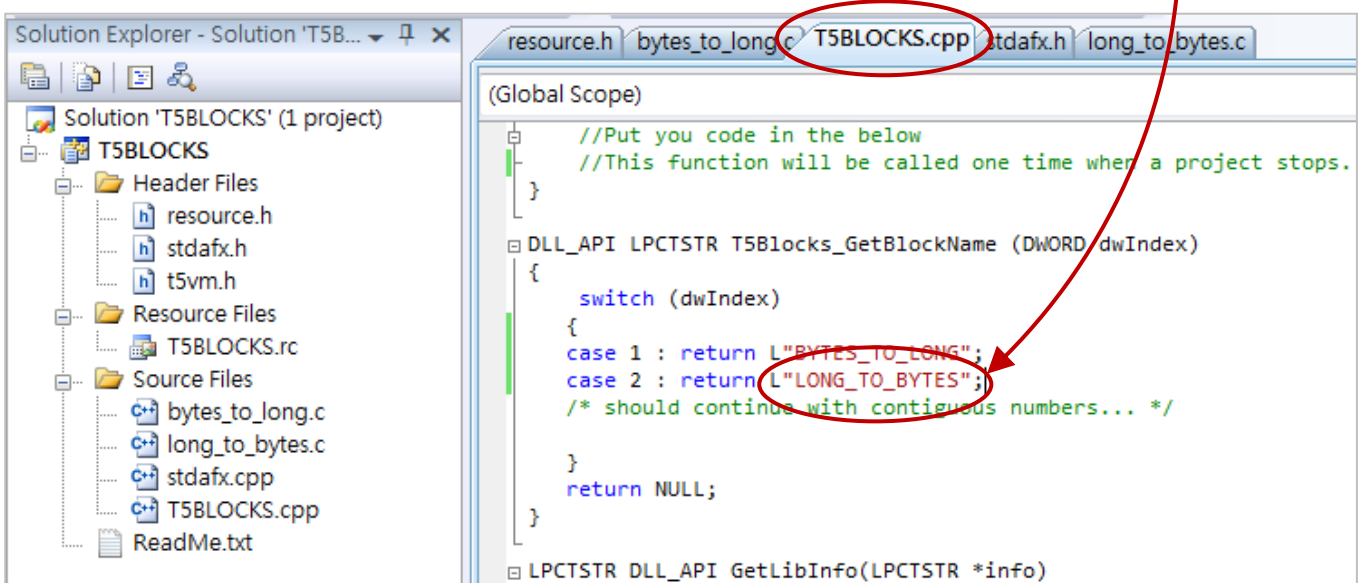 Solution Explorer - Solution 'T5B...
Solution 'T5BLOCKS' (1 project)
T5BLOCKS
Header Files
resource.h
stdafx.h
t5vm.h
Resource Files
T5BLOCKS.rc
Source Files
bytes_to_long.c
long_to_bytes.c
stdafx.cpp
T5BLOCKS.cpp
ReadMe.txt
resource.h bytes_to_long.c T5BLOCKS.cpp stdafx.h long_to_bytes.c
(Global Scope)
//Put you code in the below
//This function will be called one time when a project stops.
}
DLL_API LPCTSTR T5Blocks_GetBlockName (DWORD dwIndex)
{
switch (dwIndex)
{
case 1 : return L"BYTES_TO_LONG";
case 2 : return L"LONG_TO_BYTES";
/* should continue with contiguous numbers... */
}
return NULL;
}
LPCTSTR DLL_API GetLibInfo(LPCTSTR *info)